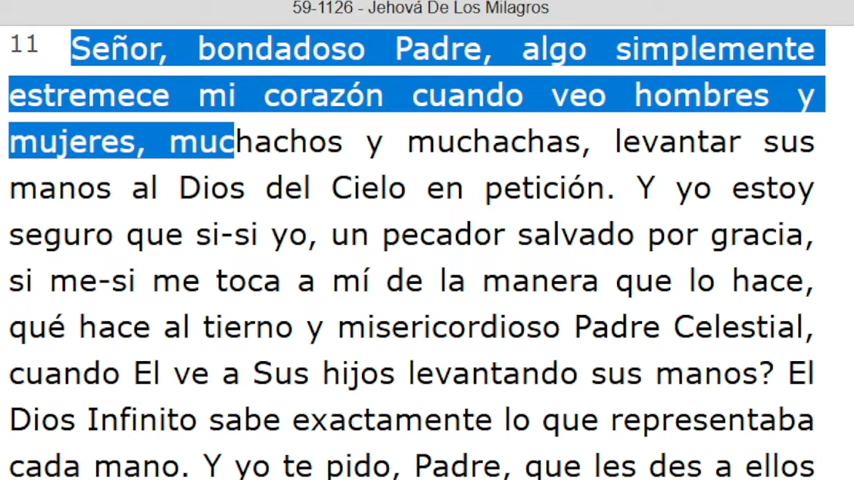 59-1126 - Jehová De Los Milagros
11 Señor, bondadoso Padre, algo simplemente
estremece mi corazón cuando veo hombres y
mujeres, muchachos y muchachas, levantar sus
manos al Dios del Cielo en petición. Y yo estoy
seguro que si-si yo, un pecador salvado por gracia,
si me-si me toca a mí de la manera que lo hace,
qué hace al tierno y misericordioso Padre Celestial,
cuando El ve a Sus hijos levantando sus manos? El
Dios Infinito sabe exactamente lo que representaba
cada mano. Y yo te pido, Padre, que les des a ellos